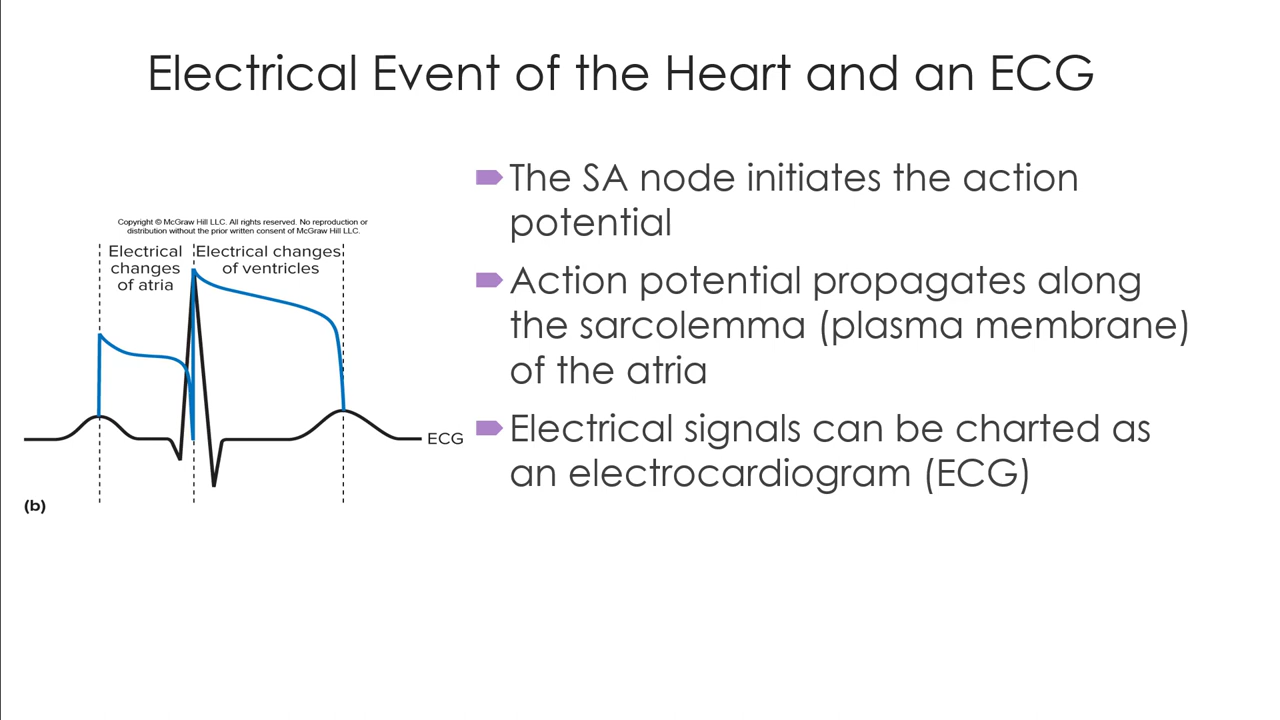 Electrical Event of the Heart and an ECG
Copyright © McGraw Hill LLC. All rights reserved. No reproduction or
distribution without the prior written consent of McGraw Hill LLC.
Electrical
changes
of atria
Electrical changes
of ventricles
ECG
(b)
The SA node initiates the action
potential
Action potential propagates along
the sarcolemma (plasma membrane)
of the atria
Electrical signals can be charted as
an electrocardiogram (ECG)